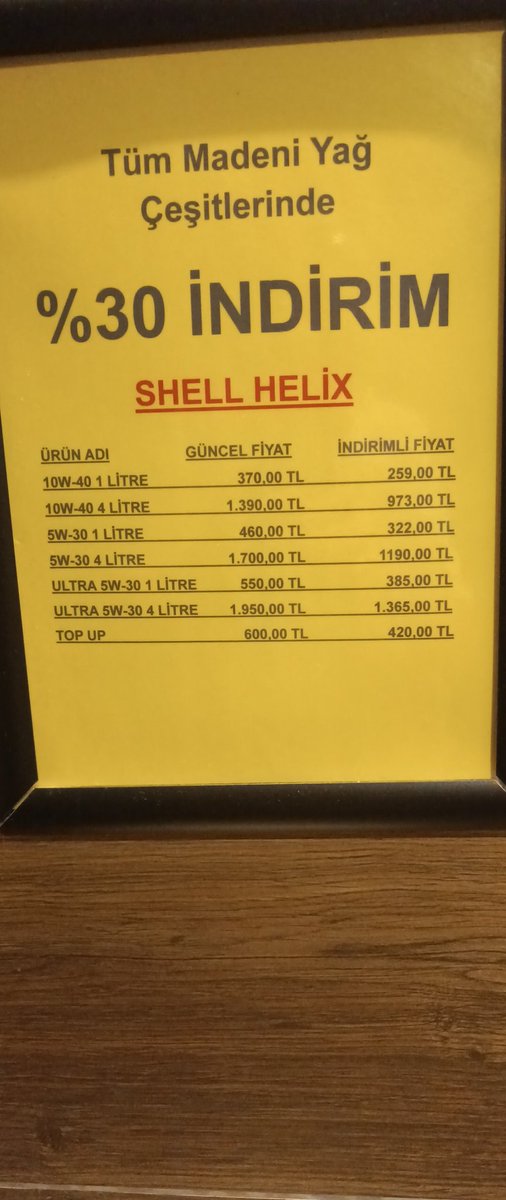 Tüm Madeni Yağ
Çeşitlerinde
%30 İNDİRİM
SHELL HELİX
ÜRÜN ADI GÜNCEL FİYAT İNDİRİMLİ FİYAT
10W-40 1 LİTRE 370,00 TL 259,00 TL
10W-40 4 LİTRE 1.390,00 TL 973,00 TL
5W-30 1 LİTRE 460,00 TL 322,00 TL
5W-30 4 LİTRE 1.700,00 TL 1190,00 TL
ULTRA 5W-30 1 LİTRE 550,00 TL 385,00 TL
ULTRA 5W-30 4 LİTRE 1.950,00 TL 1.365,00 TL
TOP UP 600,00 TL 420,00 TL